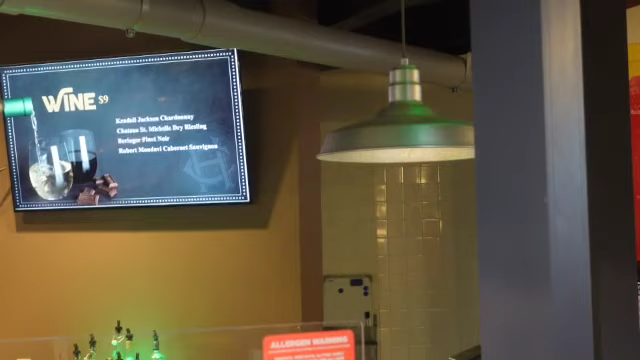 WINE $9
Kendall Jackson Chardonnay
Chateau St. Michelle Dry Riesling
Beringer Pinot Noir
Robert Mondavi Cabernet Sauvignon
ALLERGEN WARNING